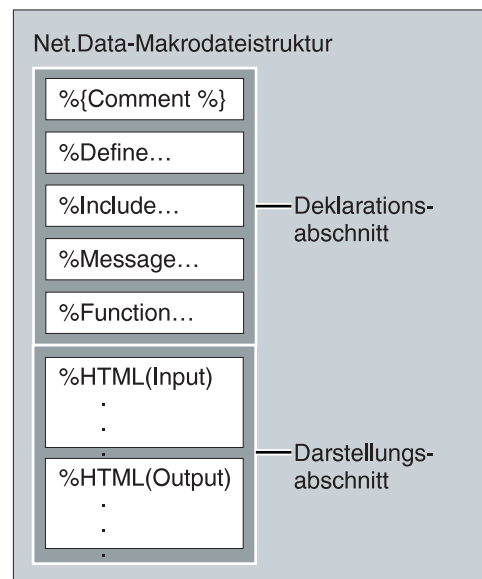 Net.Data-Makrodateistruktur
%{Comment %}
%Define…
%Include…
%Message…
%Function…
Deklarations-
abschnitt
%HTML(Input)
.
.
.
%HTML(Output)
.
.
.
Darstellungs-
abschnitt